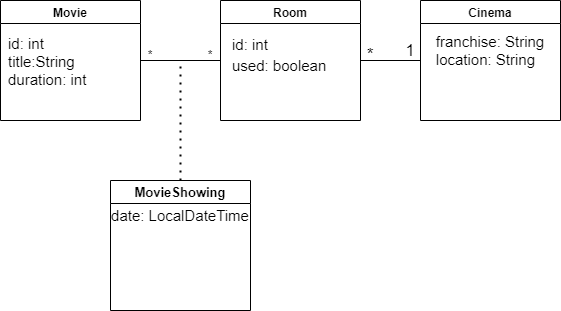 Movie
id: int
title:String
duration: int
*
*
Room
id: int
used: boolean
*
1
Cinema
franchise: String
location: String
MovieShowing
date: LocalDateTime